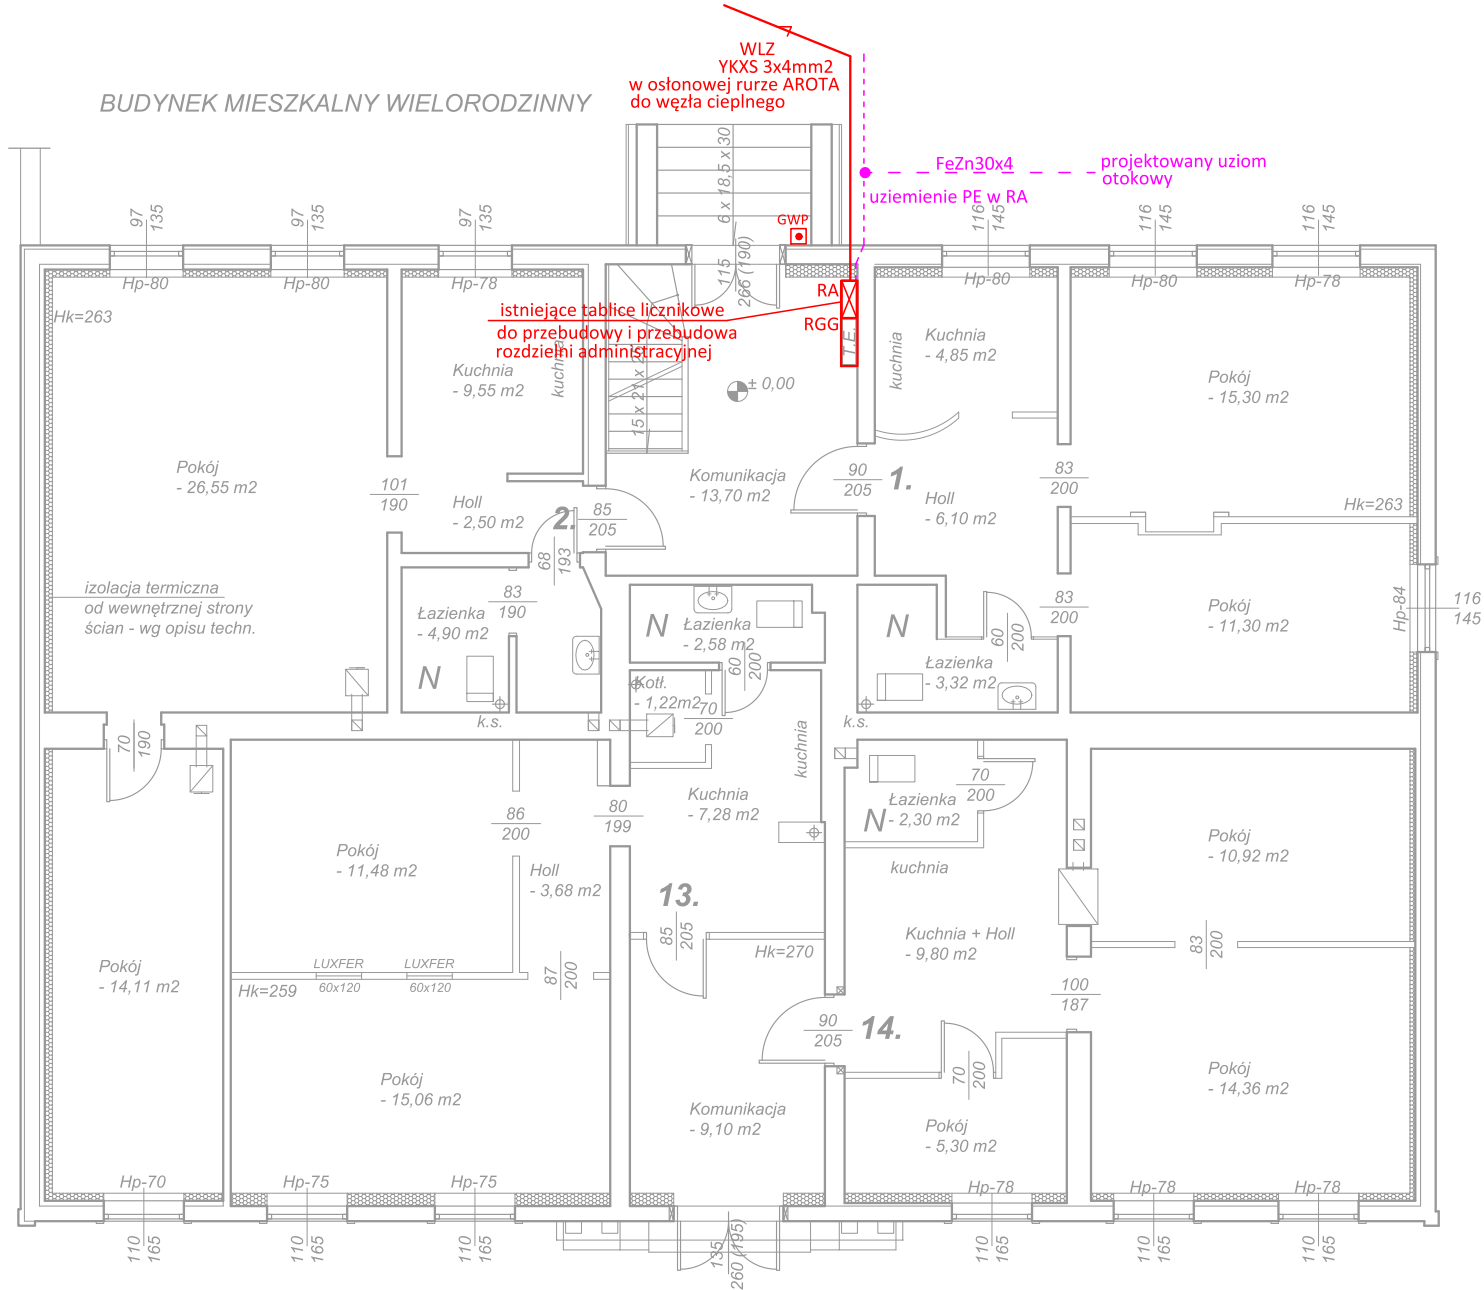 WLZ
YKXS 3x4mm2
w osłonowej rurze AROTA
do węzła cieplnego
BUDYNEK MIESZKALNY WIELORODZINNY
6 x 18,5 x 30
FeZn30x4
projektowany uziom
otokowy
uziemienie PE w RA
GWP
97
135
97
135
97
135
116
145
116
145
116
145
115
266 (190)
Hp-80
Hp-80
Hp-78
Hp-80
Hp-80
Hp-78
Hk=263
RA
RGG
T.E.
istniejące tablice licznikowe
do przebudowy i przebudowa
rozdzielni administracyjnej
15 x 21 x 25
Kuchnia
- 9,55 m2
kuchnia
± 0,00
kuchnia
Kuchnia
- 4,85 m2
Pokój
- 15,30 m2
Pokój
- 26,55 m2
101
190
Holl
- 2,50 m2
2.
85
205
68
193
Komunikacja
- 13,70 m2
90
205
1.
Holl
- 6,10 m2
83
200
Hk=263
izolacja termiczna
od wewnętrznej strony
ścian - wg opisu techn.
83
190
Łazienka
- 4,90 m2
N
k.s.
N
Łazienka
- 2,58 m2
60
200
Kotł.
- 1,22m2
70
200
N
Łazienka
- 3,32 m2
k.s.
60
200
83
200
Pokój
- 11,30 m2
Hp-84
116
145
70
190
kuchnia
Kuchnia
- 7,28 m2
80
199
86
200
Pokój
- 11,48 m2
Holl
- 3,68 m2
13.
85
205
Hk=270
Łazienka
- 2,30 m2
N
70
200
kuchnia
Pokój
- 10,92 m2
Kuchnia + Holl
- 9,80 m2
83
200
Pokój
- 14,11 m2
LUXFER
60x120
LUXFER
60x120
Hk=259
87
200
100
187
90
205
14.
70
200
Pokój
- 15,06 m2
Komunikacja
- 9,10 m2
Pokój
- 5,30 m2
Pokój
- 14,36 m2
Hp-70
Hp-75
Hp-75
Hp-78
Hp-78
Hp-78
110
165
110
165
110
165
135
260 (195)
110
165
110
165
110
165